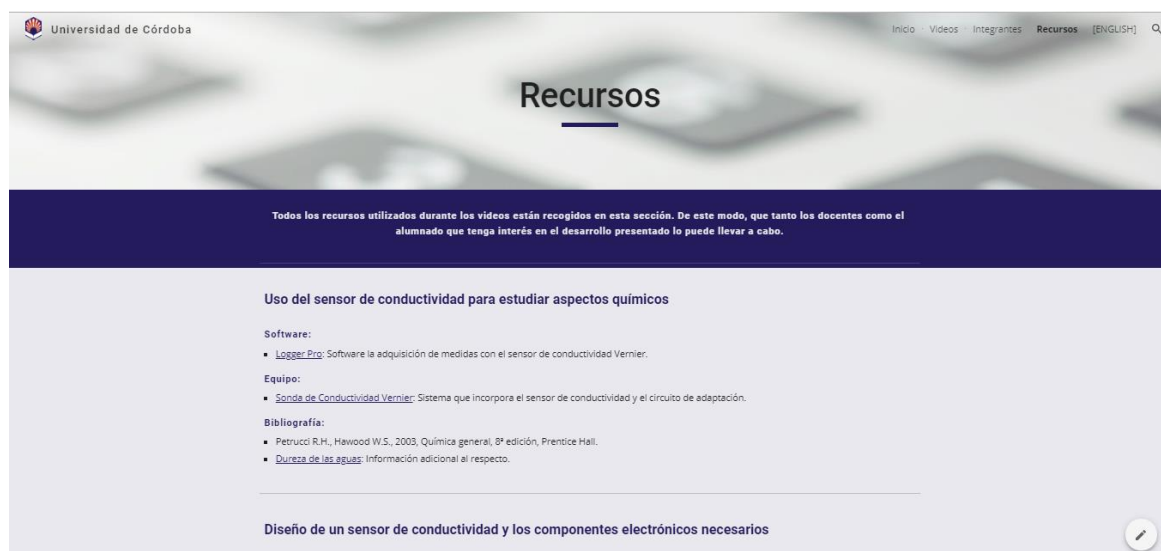 Universidad de Córdoba
Inicio Videos Integrantes Recursos [ENGLISH]
Recursos
Todos los recursos utilizados durante los videos están recogidos en esta sección. De este modo, que tanto los docentes como el
alumnado que tenga interés en el desarrollo presentado lo puede llevar a cabo.
Uso del sensor de conductividad para estudiar aspectos químicos
Software:
Logger Pro: Software la adquisición de medidas con el sensor de conductividad Vernier.
Equipo:
Sonda de Conductividad Vernier: Sistema que incorpora el sensor de conductividad y el circuito de adaptación.
Bibliografía:
Petrucci R.H., Hawood W.S., 2003, Química general, 8ª edición, Prentice Hall.
Dureza de las aguas: Información adicional al respecto.
Diseño de un sensor de conductividad y los componentes electrónicos necesarios